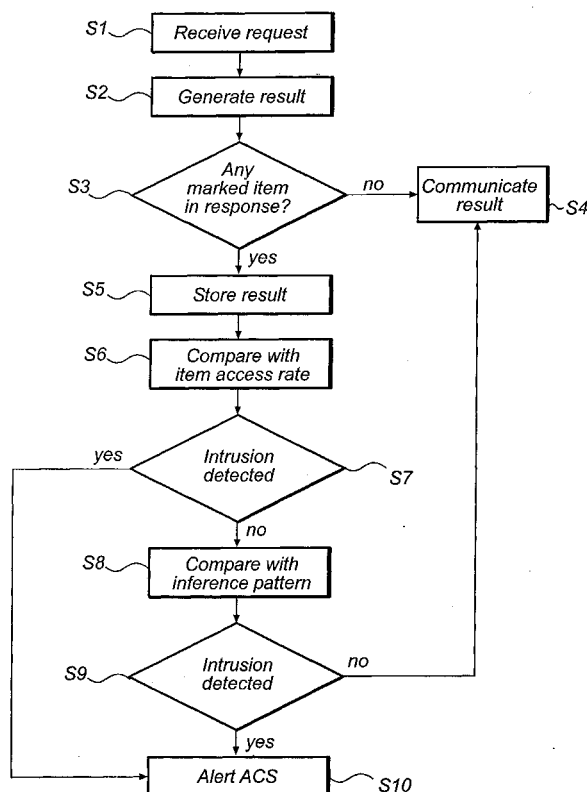 S1
Receive request
S2
Generate result
S3
Any
marked item
in response?
no
Communicate
result
S4
yes
S5
Store result
S6
Compare with
item access rate
yes
Intrusion
detected
S7
no
S8
Compare with
inference pattern
S9
Intrusion
detected
no
yes
Alert ACS
S10